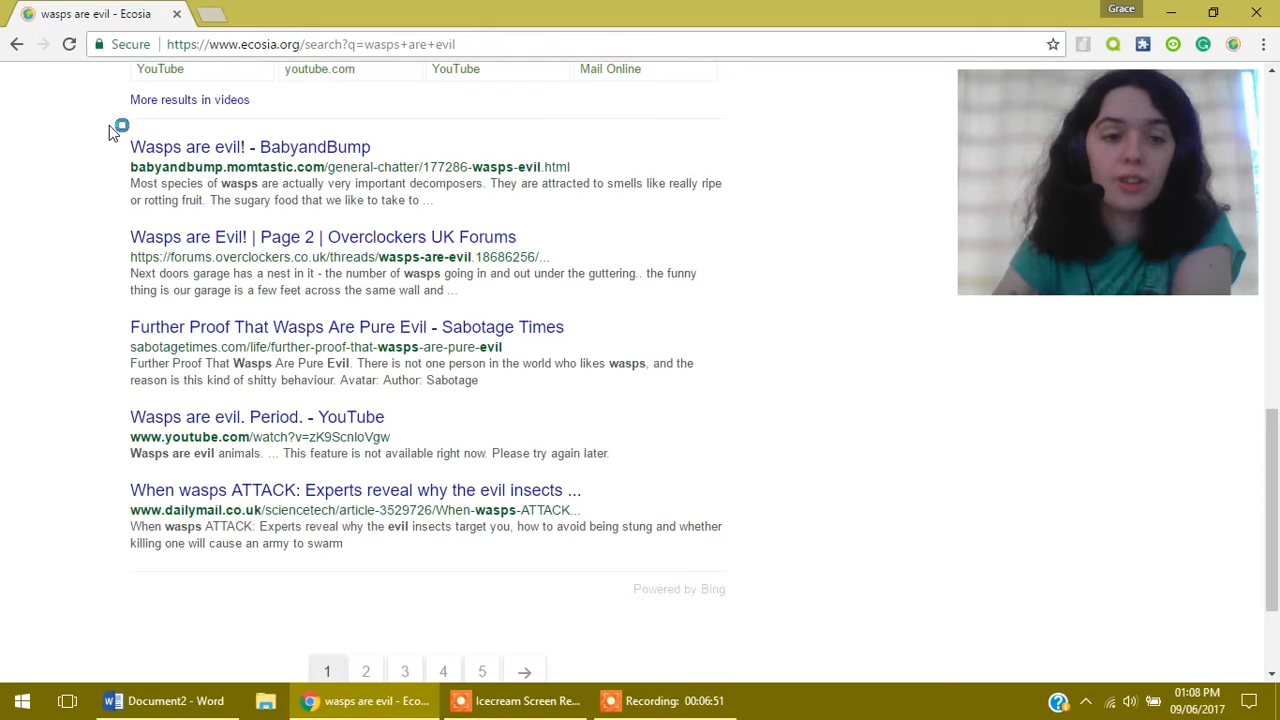 wasps are evil - Ecosia
Grace
Secure
https://www.ecosia.org/search?q=wasps+are+evil
YouTube youtube.com YouTube Mail Online
More results in videos
Wasps are evil! - BabyandBump
babyandbump.momtastic.com/general-chatter/177286-wasps-evil.html
Most species of wasps are actually very important decomposers. They are attracted to smells like really ripe
or rotting fruit. The sugary food that we like to take to ...
Wasps are Evil! | Page 2 | Overclockers UK Forums
https://forums.overclockers.co.uk/threads/wasps-are-evil.18686256/...
Next doors garage has a nest in it - the number of wasps going in and out under the guttering.. the funny
thing is our garage is a few feet across the same wall and ...
Further Proof That Wasps Are Pure Evil - Sabotage Times
sabotagetimes.com/life/further-proof-that-wasps-are-pure-evil
Further Proof That Wasps Are Pure Evil. There is not one person in the world who likes wasps, and the
reason is this kind of shitty behaviour. Avatar: Author: Sabotage
Wasps are evil. Period. - YouTube
www.youtube.com/watch?v=zK9ScnIoVgw
Wasps are evil animals. ... This feature is not available right now. Please try again later.
When wasps ATTACK: Experts reveal why the evil insects ...
www.dailymail.co.uk/sciencetech/article-3529726/When-wasps-ATTACK...
When wasps ATTACK: Experts reveal why the evil insects target you, how to avoid being stung and whether
killing one will cause an army to swarm
Powered by Bing
1 2 3 4 5
Document2 - Word
wasps are evil - Eco...
Icecream Screen Re...
Recording: 00:06:51
01:08 PM
09/06/2017